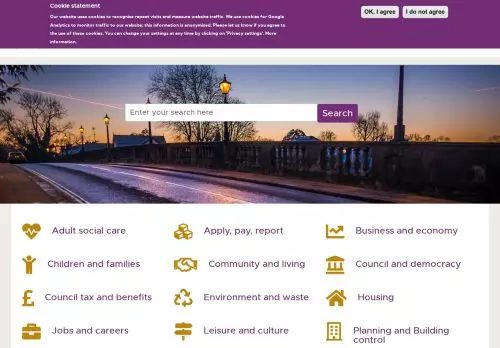 Cookie statement
Our website uses cookies to recognise repeat visits and measure website traffic. We use cookies for Google
Analytics to monitor traffic to our website; this information is anonymised. Please let us know if you agree to
the use of these cookies. You can change your settings at any time by clicking on 'Privacy settings'. More
information.
OK, I agree
I do not agree
Enter your search here
Search
Adult social care
Apply, pay, report
Business and economy
Children and families
Community and living
Council and democracy
Council tax and benefits
Environment and waste
Housing
Jobs and careers
Leisure and culture
Planning and Building
control